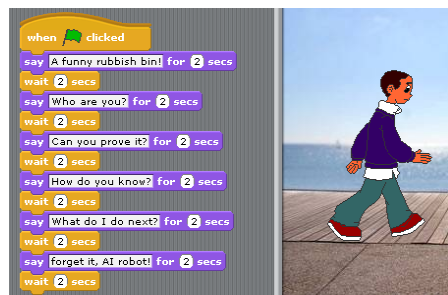 when clicked
say A funny rubbish bin! for 2 secs
wait 2 secs
say Who are you? for 2 secs
wait 2 secs
say Can you prove it? for 2 secs
wait 2 secs
say How do you know? for 2 secs
wait 2 secs
say What do I do next? for 2 secs
wait 2 secs
say forget it, AI robot! for 2 secs
wait 2 secs